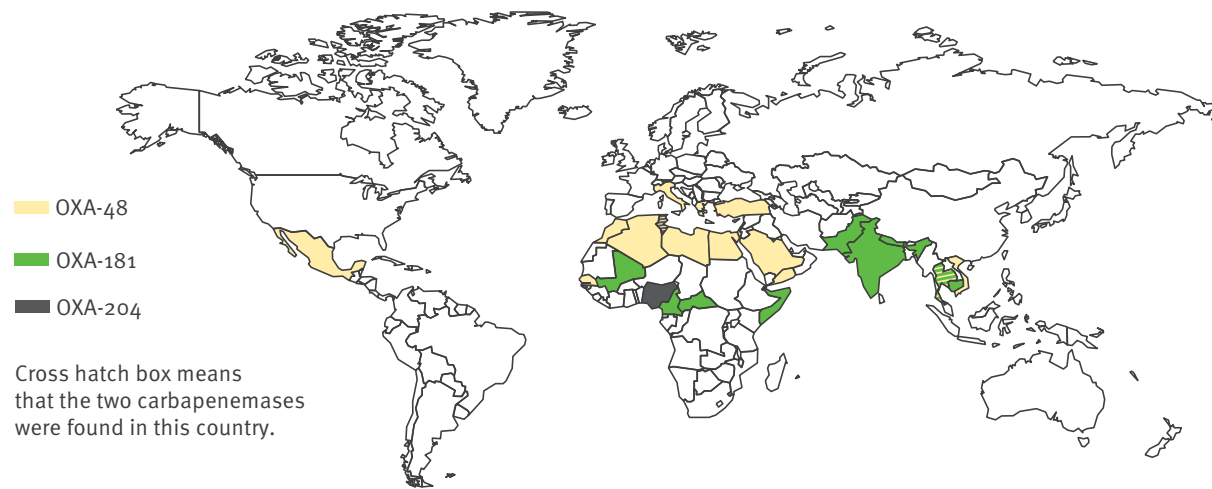 OXA-48
OXA-181
OXA-204
Cross hatch box means
that the two carbapenemases
were found in this country.